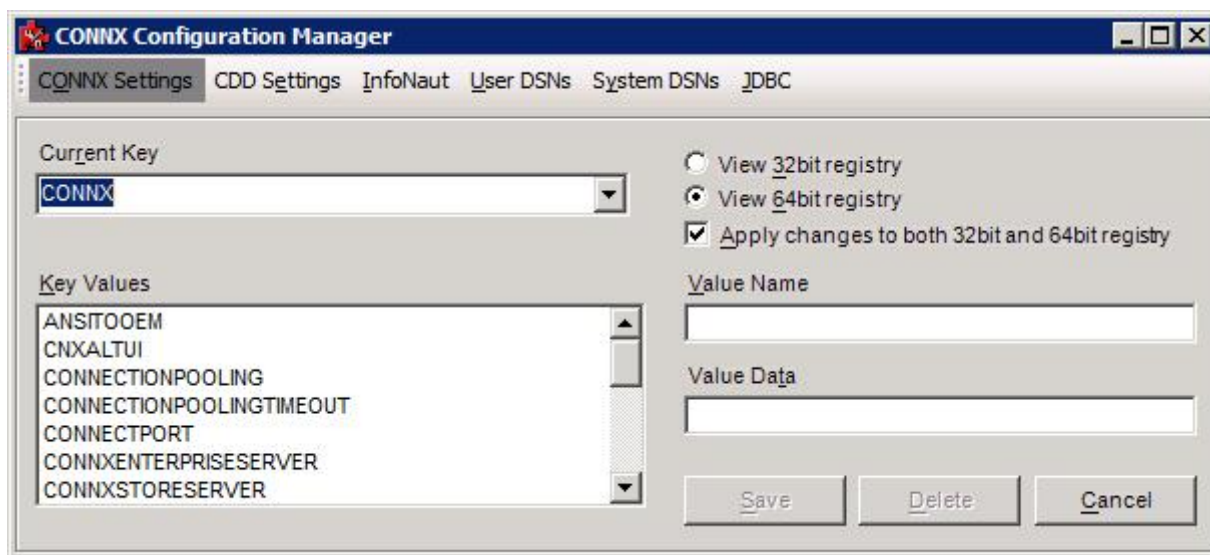 CONNX Configuration Manager
CONNX Settings CDD Settings InfoNaut User DSNs System DSNs JDBC
Current Key
CONNX
View 32bit registry
View 64bit registry
Apply changes to both 32bit and 64bit registry
Key Values
ANSITOOEM
CNXALTUI
CONNECTIONPOOLING
CONNECTIONPOOLINGTIMEOUT
CONNECTPORT
CONNXENTERPRISESERVER
CONNXSTORESERVER
Value Name
Value Data
Save Delete Cancel